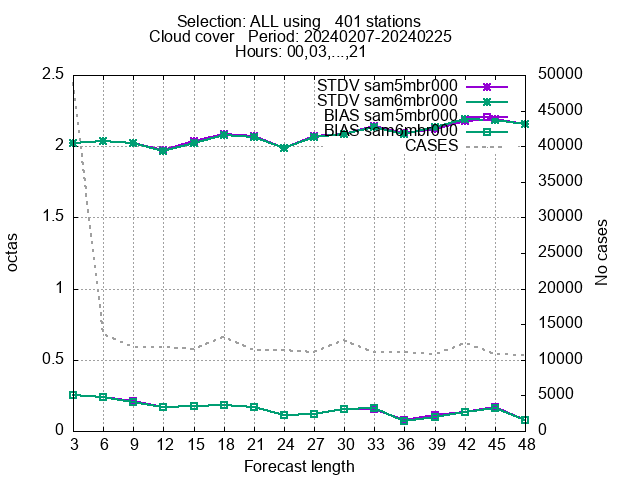 Selection: ALL using   401 stations
Cloud cover   Period: 20240207-20240225
Hours: 00,03,...,21
STDV sam5mbr000
STDV sam6mbr000
BIAS sam5mbr000
BIAS sam6mbr000
CASES
octas
2.5
2
1.5
1
0.5
0
No cases
50000
45000
40000
35000
30000
25000
20000
15000
10000
5000
0
3 6 9 12 15 18 21 24 27 30 33 36 39 42 45 48
Forecast length